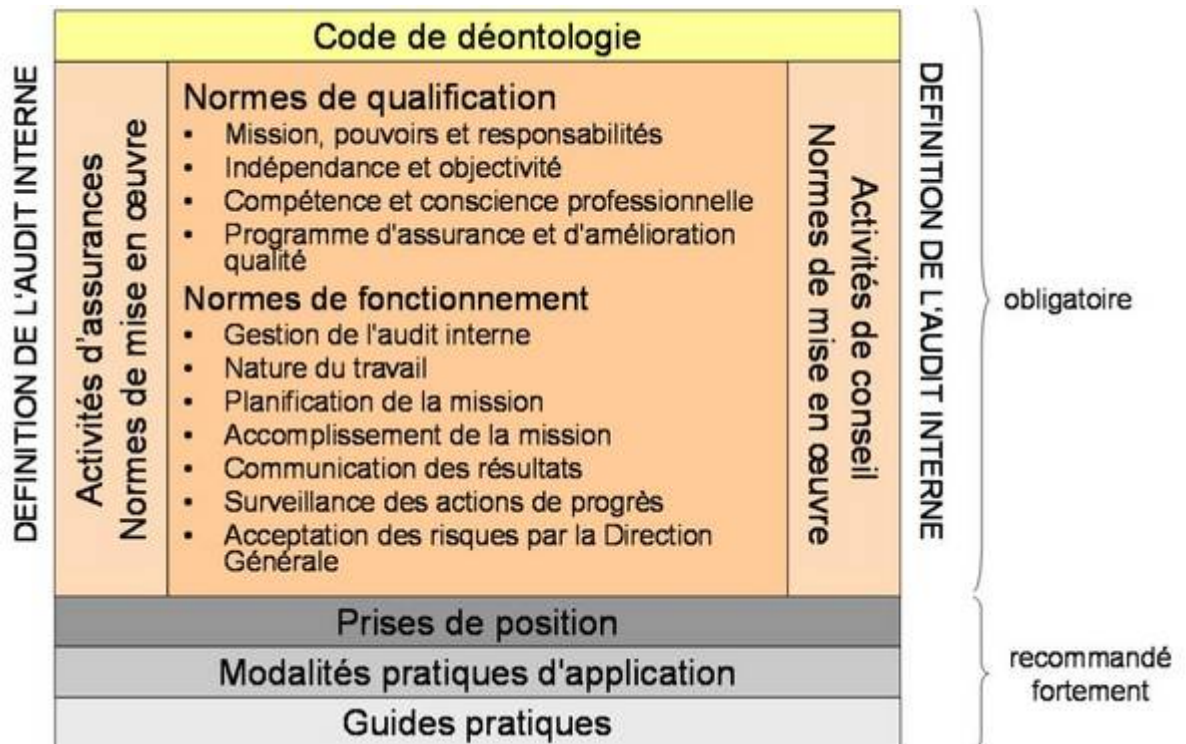 Code de déontologie
DEFINITION DE L'AUDIT INTERNE
Activités d'assurances
Normes de mise en œuvre
Normes de qualification
• Mission, pouvoirs et responsabilités
• Indépendance et objectivité
• Compétence et conscience professionnelle
• Programme d'assurance et d'amélioration
qualité
Normes de fonctionnement
• Gestion de l'audit interne
• Nature du travail
• Planification de la mission
• Accomplissement de la mission
• Communication des résultats
• Surveillance des actions de progrès
• Acceptation des risques par la Direction
Générale
Activités de conseil
Normes de mise en œuvre
DEFINITION DE L'AUDIT INTERNE
obligatoire
Prises de position
Modalités pratiques d'application
Guides pratiques
recommandé
fortement